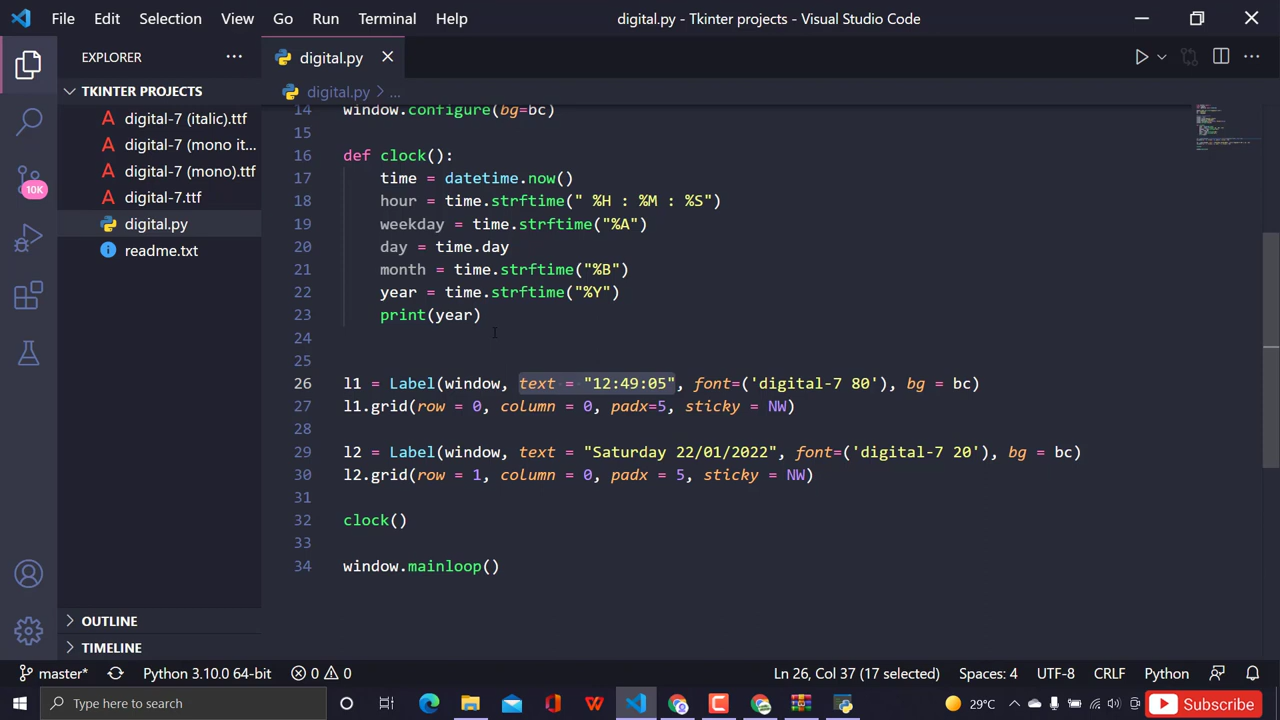 File Edit Selection View Go Run Terminal Help
digital.py - Tkinter projects - Visual Studio Code
EXPLORER
digital.py
TKINTER PROJECTS
digital-7 (italic).ttf
digital-7 (mono it...
digital-7 (mono).ttf
digital-7.ttf
digital.py
readme.txt
OUTLINE
TIMELINE
10K
digital.py > ...
14 window.configure(bg=bc)
15
16 def clock():
17 time = datetime.now()
18 hour = time.strftime(" %H : %M : %S")
19 weekday = time.strftime("%A")
20 day = time.day
21 month = time.strftime("%B")
22 year = time.strftime("%Y")
23 print(year)
24
25
26 l1 = Label(window, text = "12:49:05", font=('digital-7 80'), bg = bc)
27 l1.grid(row = 0, column = 0, padx=5, sticky = NW)
28
29 l2 = Label(window, text = "Saturday 22/01/2022", font=('digital-7 20'), bg = bc)
30 l2.grid(row = 1, column = 0, padx = 5, sticky = NW)
31
32 clock()
33
34 window.mainloop()
master* Python 3.10.0 64-bit 0 0 Ln 26, Col 37 (17 selected) Spaces: 4 UTF-8 CRLF Python
Type here to search
29°C
Subscribe